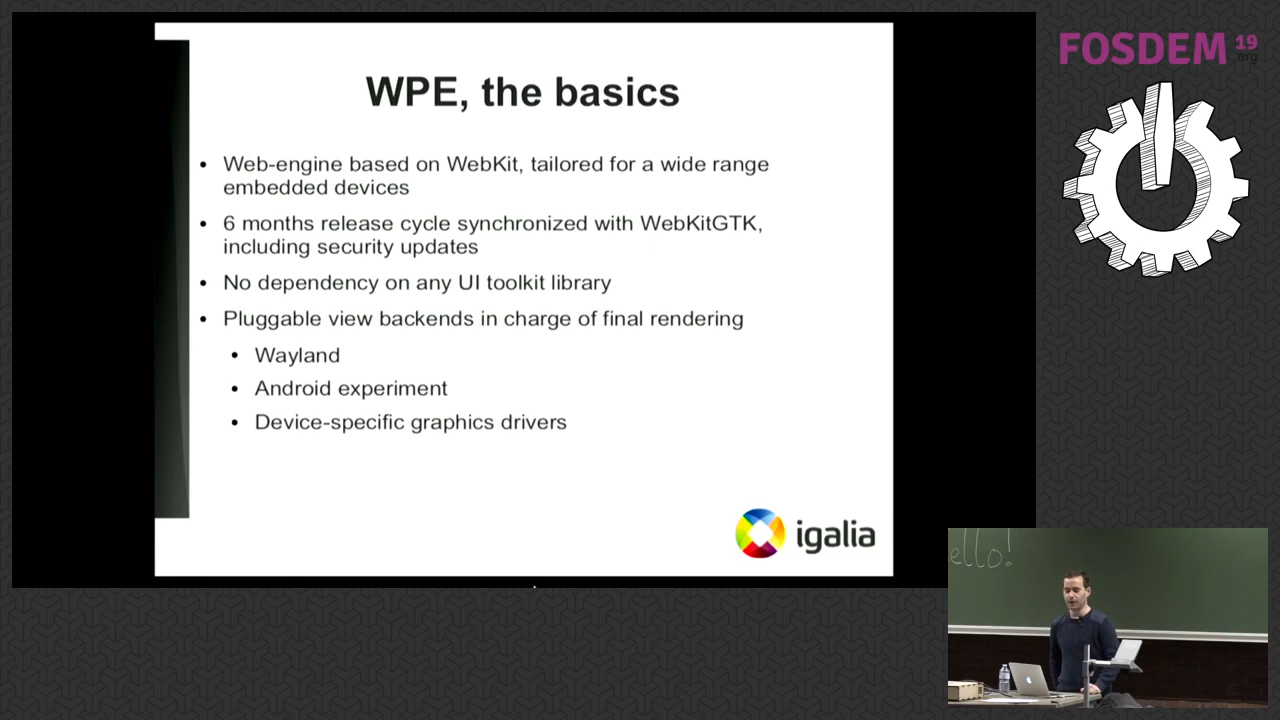 WPE, the basics
• Web-engine based on WebKit, tailored for a wide range
embedded devices
• 6 months release cycle synchronized with WebKitGTK,
including security updates
• No dependency on any UI toolkit library
• Pluggable view backends in charge of final rendering
• Wayland
• Android experiment
• Device-specific graphics drivers
igalia
FOSDEM 19
.org
ello!